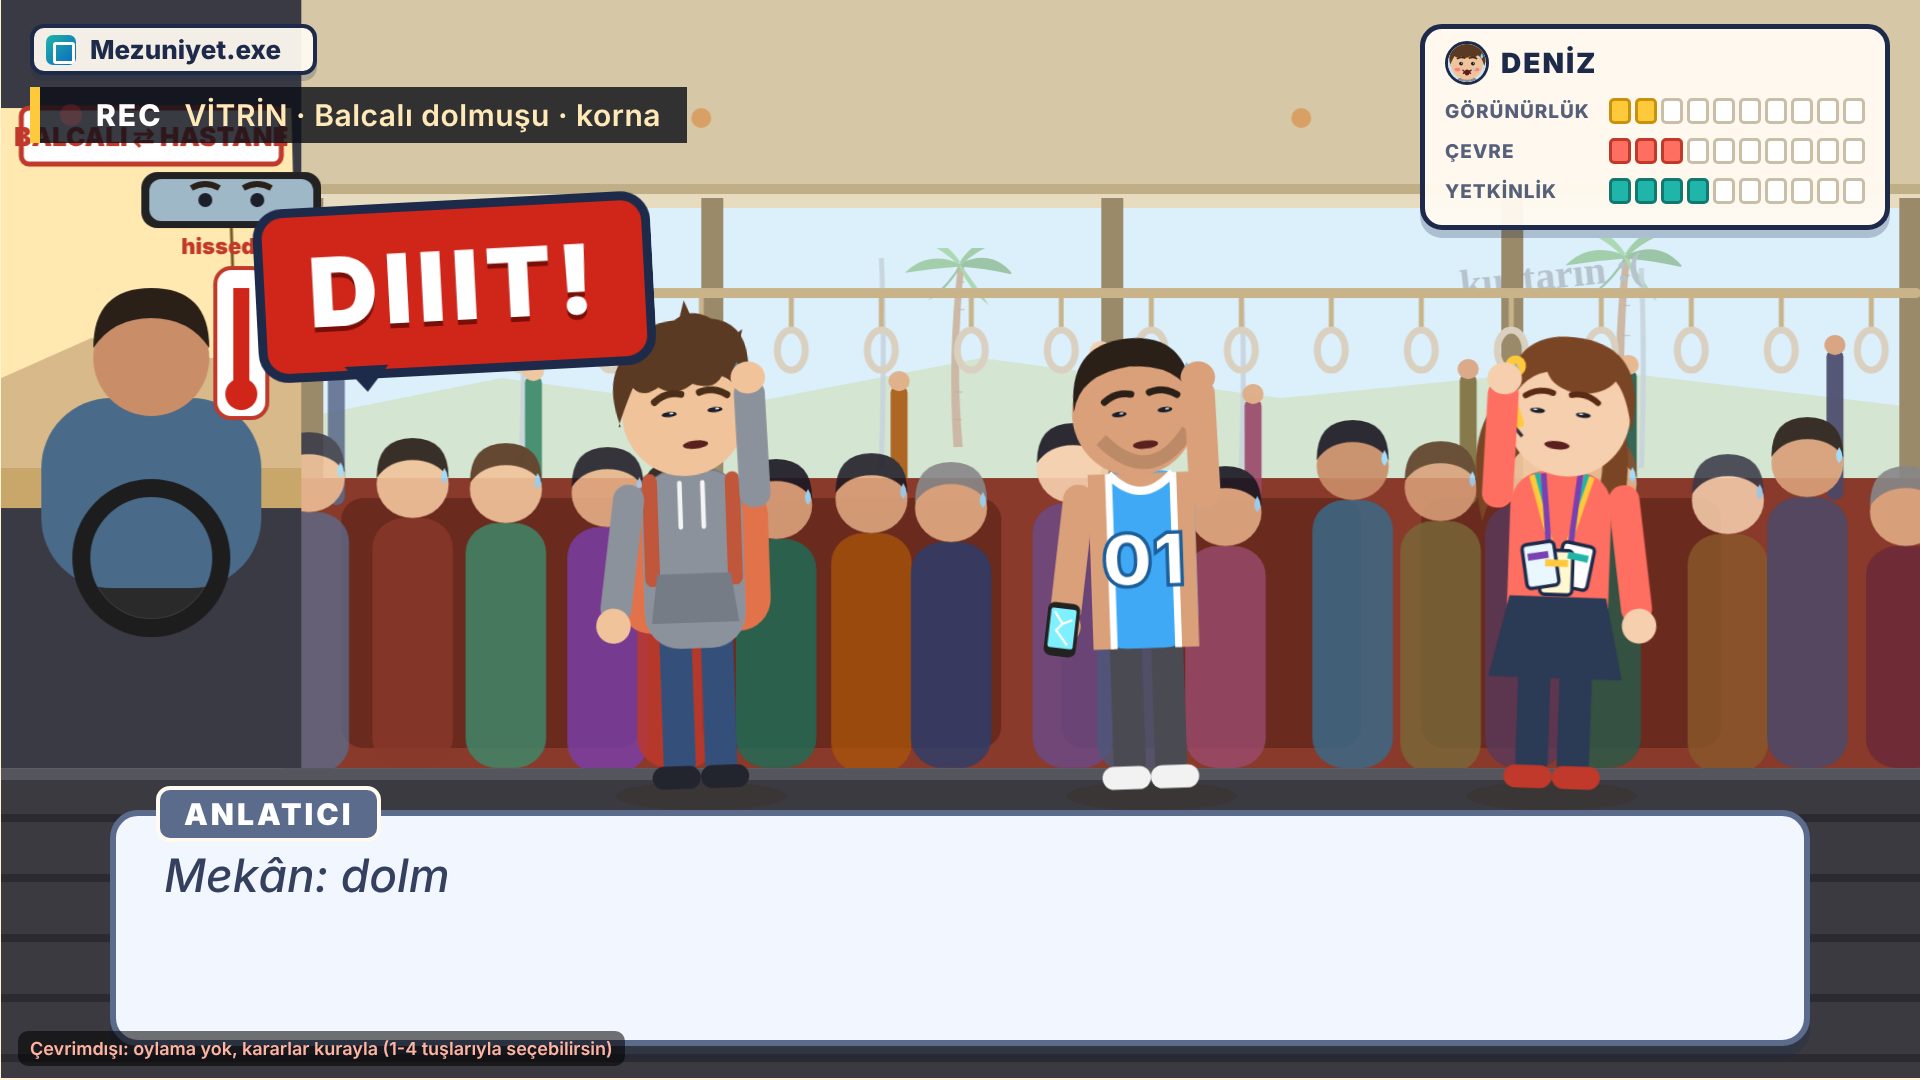 Mezuniyet.exe
REC VİTRİN · Balcalı dolmuşu · korna
BALCALI ⇄ HASTANE
hissed
DIIIT!
DENİZ
GÖRÜNÜRLÜK
ÇEVRE
YETKİNLİK
01
ANLATICI
Mekân: dolm
Çevrimdışı: oylama yok, kararlar kurayla (1-4 tuşlarıyla seçebilirsin)